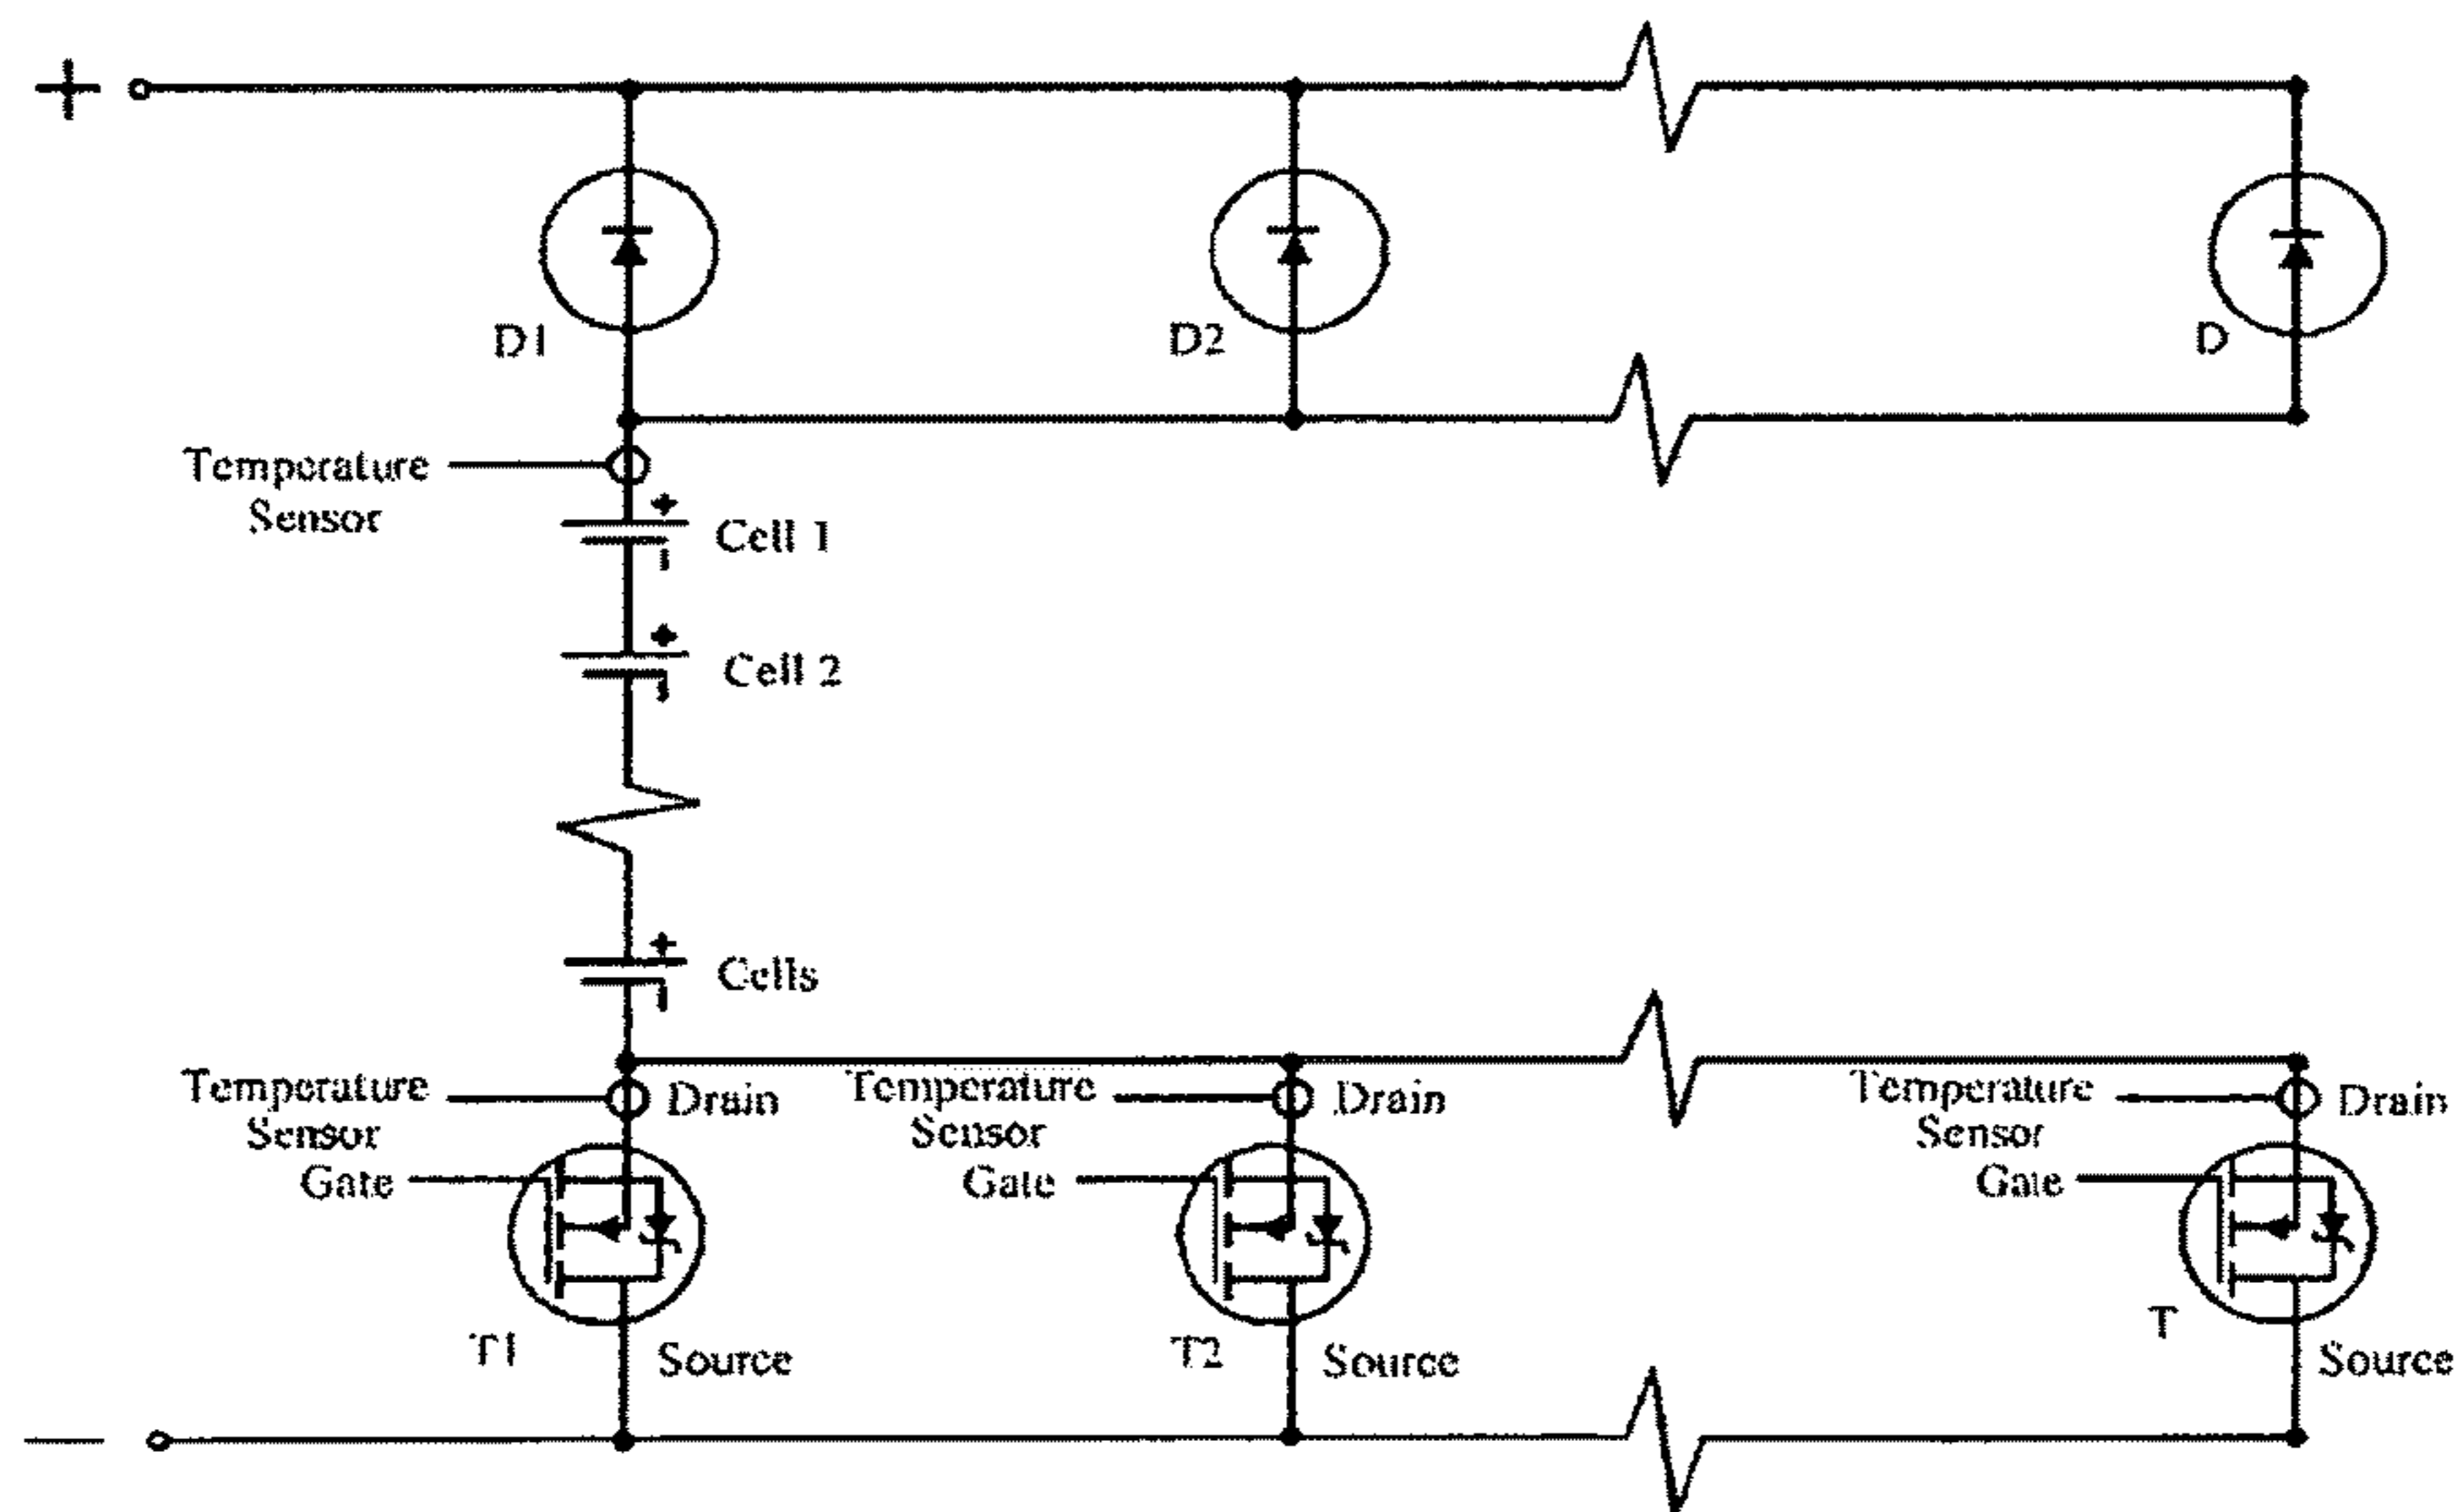 +
D1
D2
D
Temperature
Sensor
+
Cell 1
+
Cell 2
+
Cells
Temperature
Sensor
Drain
Gate
T1
Source
Temperature
Sensor
Drain
Gate
T2
Source
Temperature
Sensor
Drain
Gate
T
Source
—